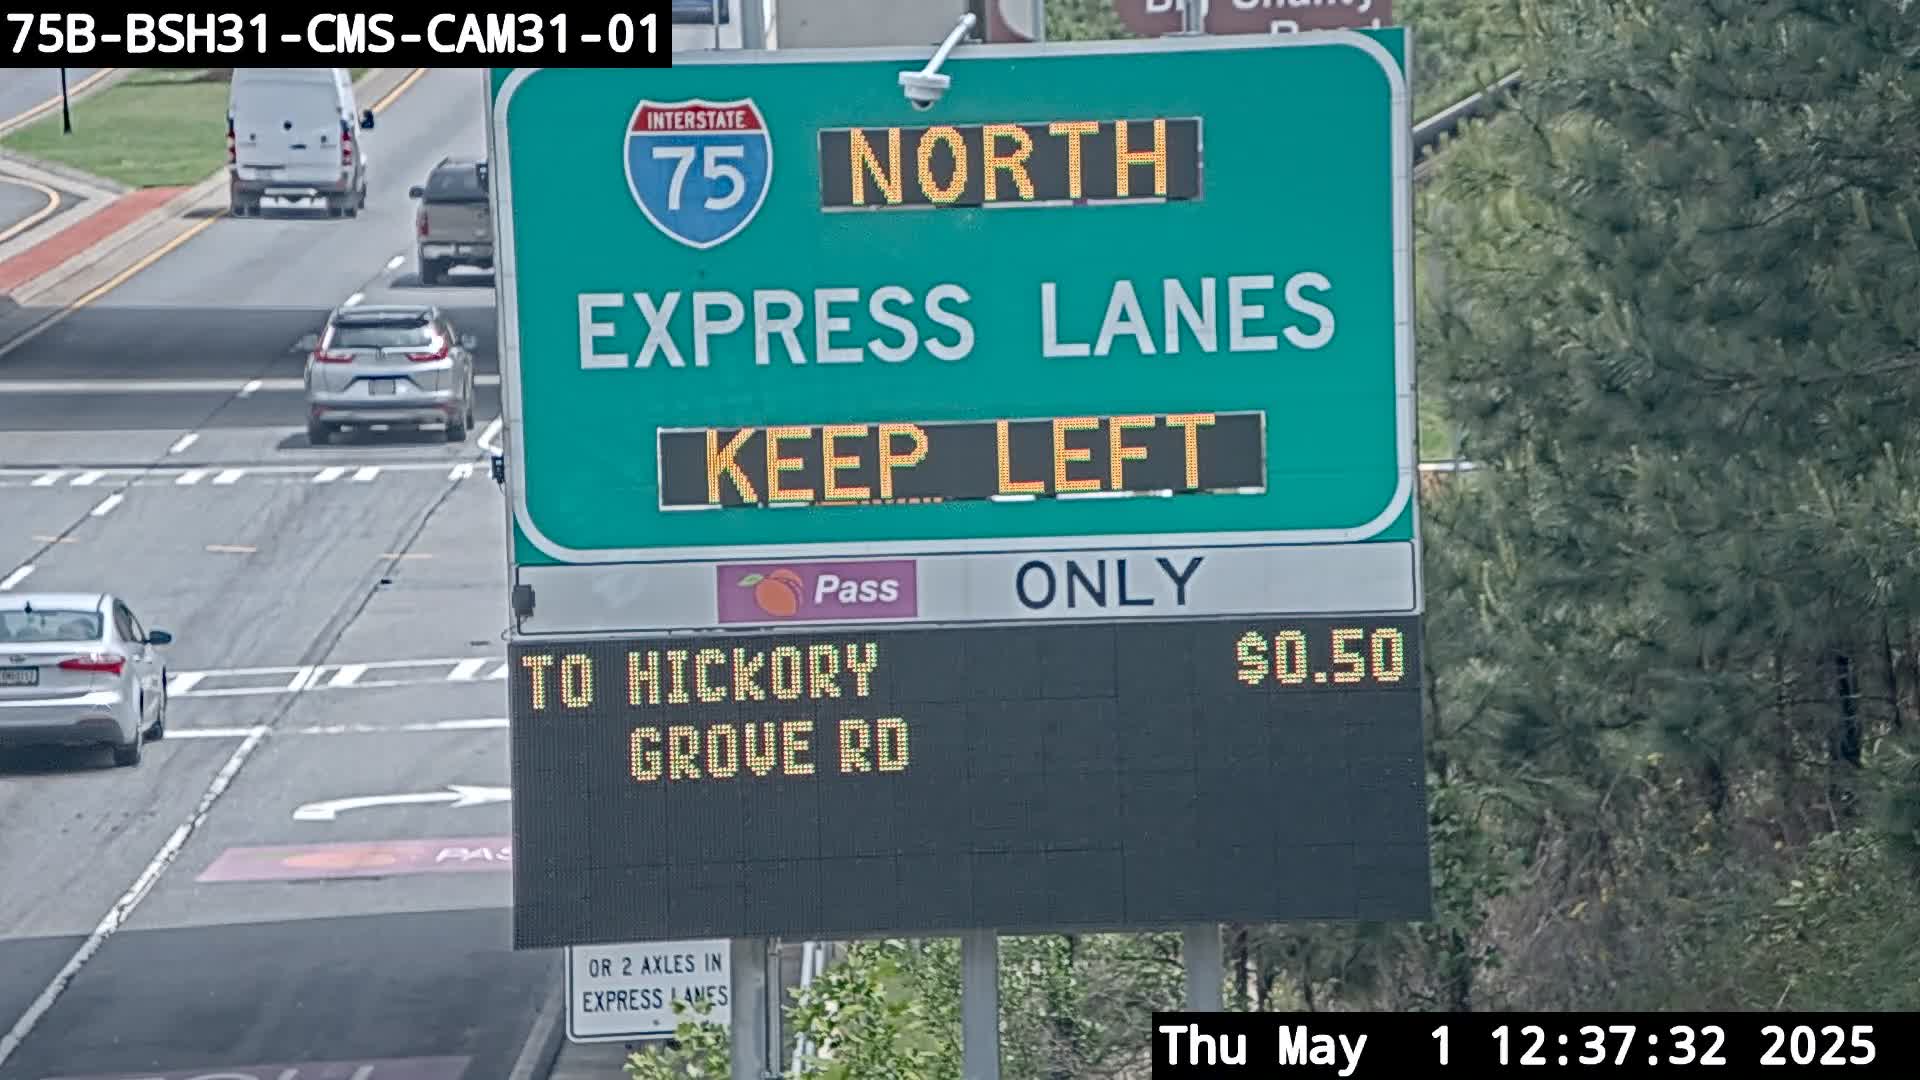 75B-BSH31-CMS-CAM31-01
INTERSTATE
75
NORTH
EXPRESS LANES
KEEP LEFT
Pass ONLY
TO HICKORY $0.50
GROVE RD
OR 2 AXLES IN
EXPRESS LANES
Thu May 1 12:37:32 2025